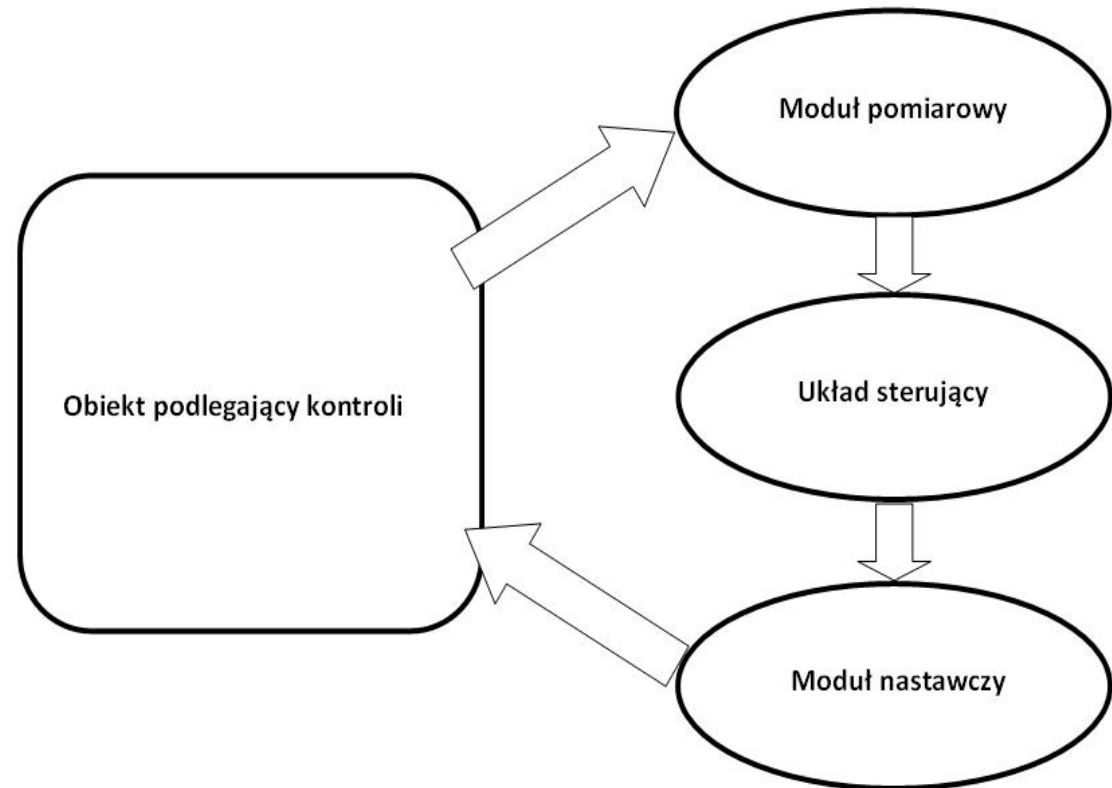 Moduł pomiarowy
Obiekt podlegający kontroli
Układ sterujący
Moduł nastawczy